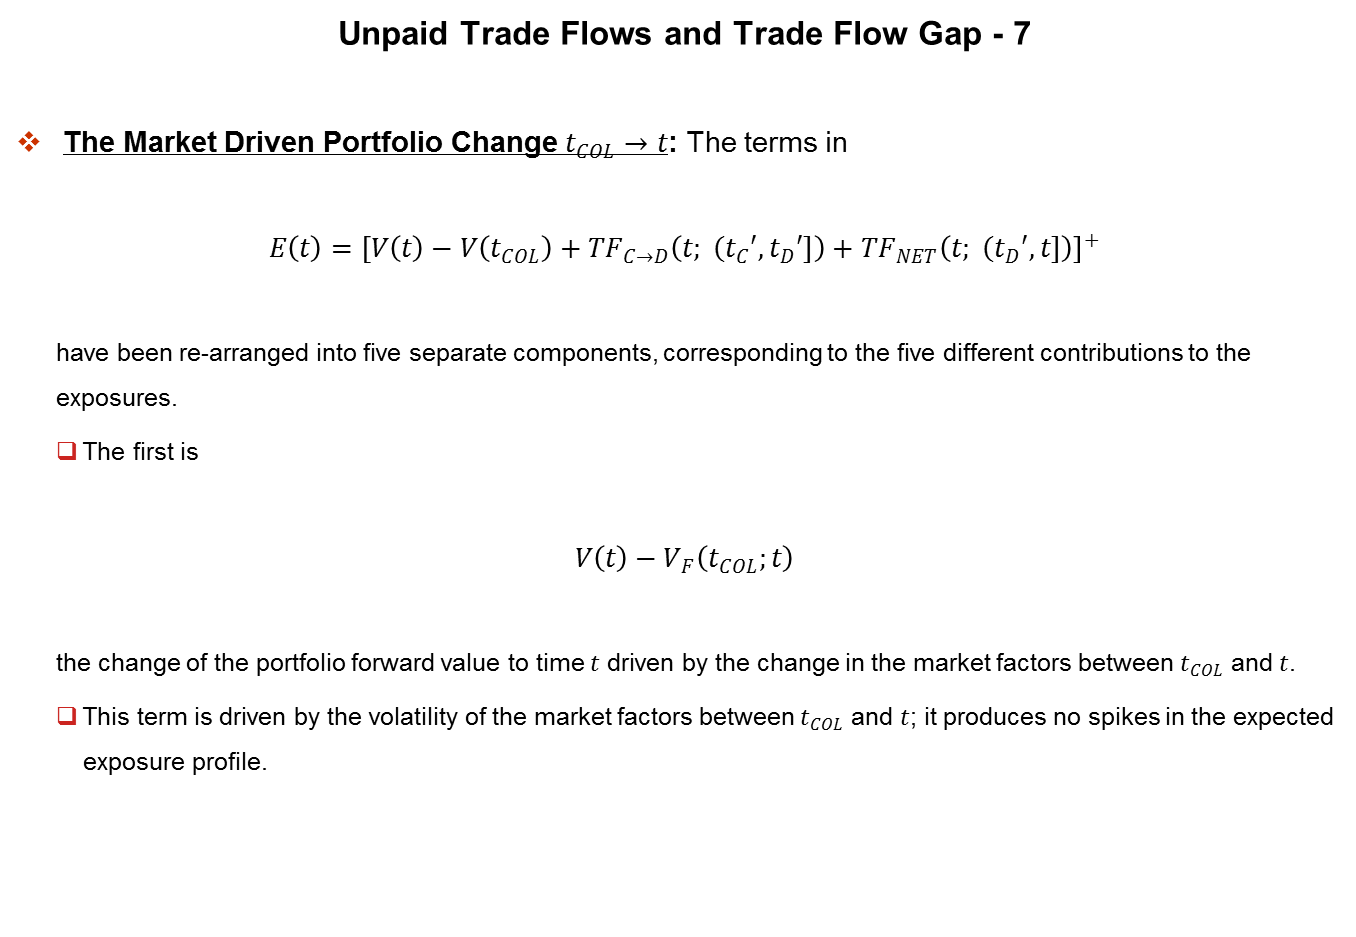 Unpaid Trade Flows and Trade Flow Gap - 7
❖ The Market Driven Portfolio Change t_COL → t: The terms in
E(t) = [V(t) − V(t_COL) + TF_C→D(t; (t_C′, t_D′]) + TF_NET(t; (t_D′, t])]⁺
have been re-arranged into five separate components, corresponding to the five different contributions to the
exposures.
❑ The first is
V(t) − V_F(t_COL; t)
the change of the portfolio forward value to time t driven by the change in the market factors between t_COL and t.
❑ This term is driven by the volatility of the market factors between t_COL and t; it produces no spikes in the expected
exposure profile.